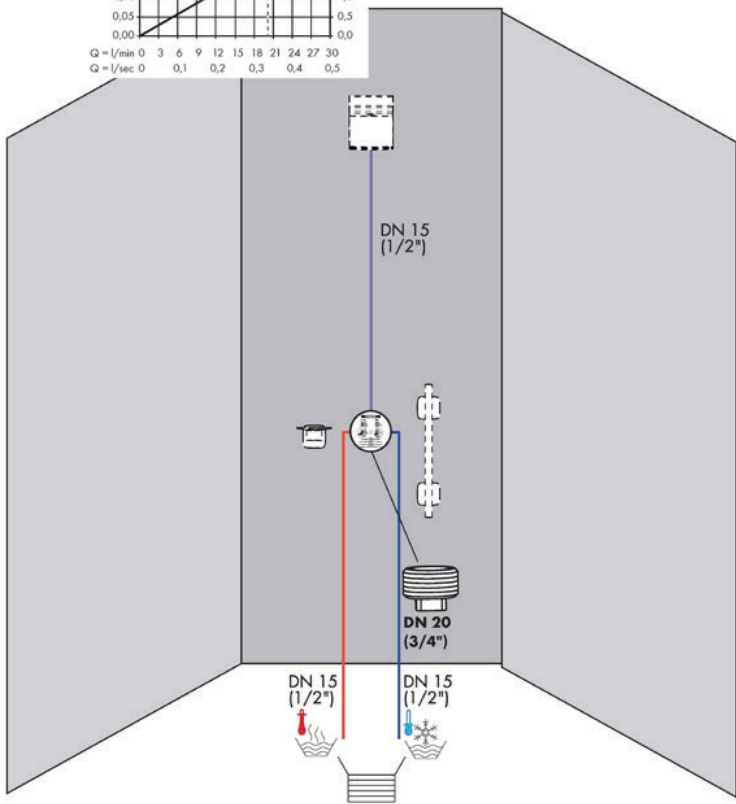 0,05 0,5
0,00 0,0
Q = l/min 0 3 6 9 12 15 18 21 24 27 30
Q = l/sec 0 0,1 0,2 0,3 0,4 0,5
DN 15
(1/2")
DN 20
(3/4")
DN 15
(1/2")
DN 15
(1/2")